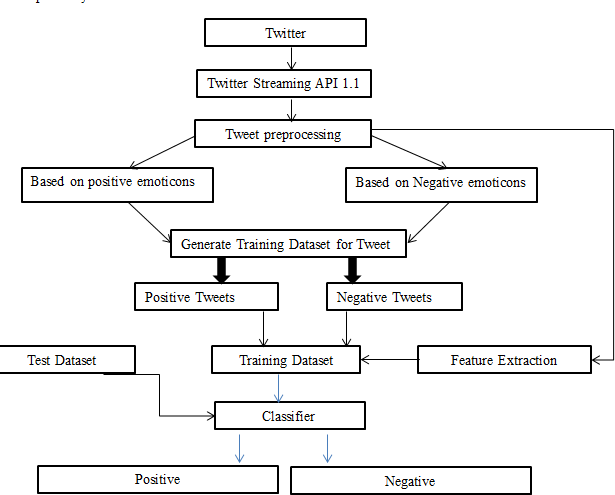 Twitter
Twitter Streaming API 1.1
Tweet preprocessing
Based on positive emoticons
Based on Negative emoticons
Generate Training Dataset for Tweet
Positive Tweets
Negative Tweets
Test Dataset
Training Dataset
Feature Extraction
Classifier
Positive
Negative